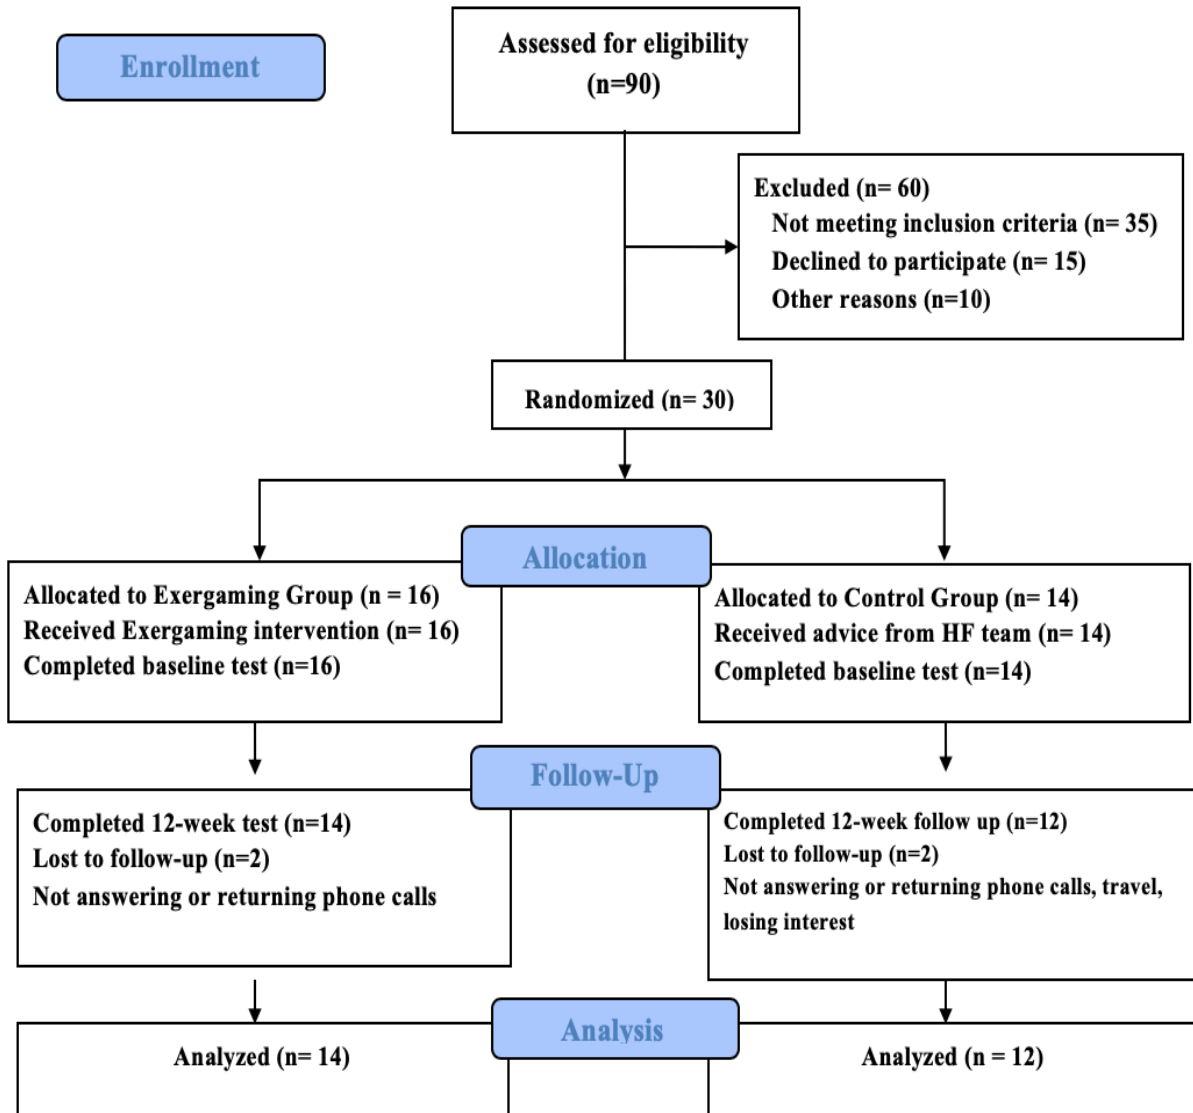 Enrollment
Assessed for eligibility
(n=90)
Excluded (n= 60)
Not meeting inclusion criteria (n= 35)
Declined to participate (n= 15)
Other reasons (n=10)
Randomized (n= 30)
Allocation
Allocated to Exergaming Group (n = 16)
Received Exergaming intervention (n= 16)
Completed baseline test (n=16)
Allocated to Control Group (n= 14)
Received advice from HF team (n= 14)
Completed baseline test (n=14)
Follow-Up
Completed 12-week test (n=14)
Lost to follow-up (n=2)
Not answering or returning phone calls
Completed 12-week follow up (n=12)
Lost to follow-up (n=2)
Not answering or returning phone calls, travel,
losing interest
Analysis
Analyzed (n= 14)
Analyzed (n = 12)